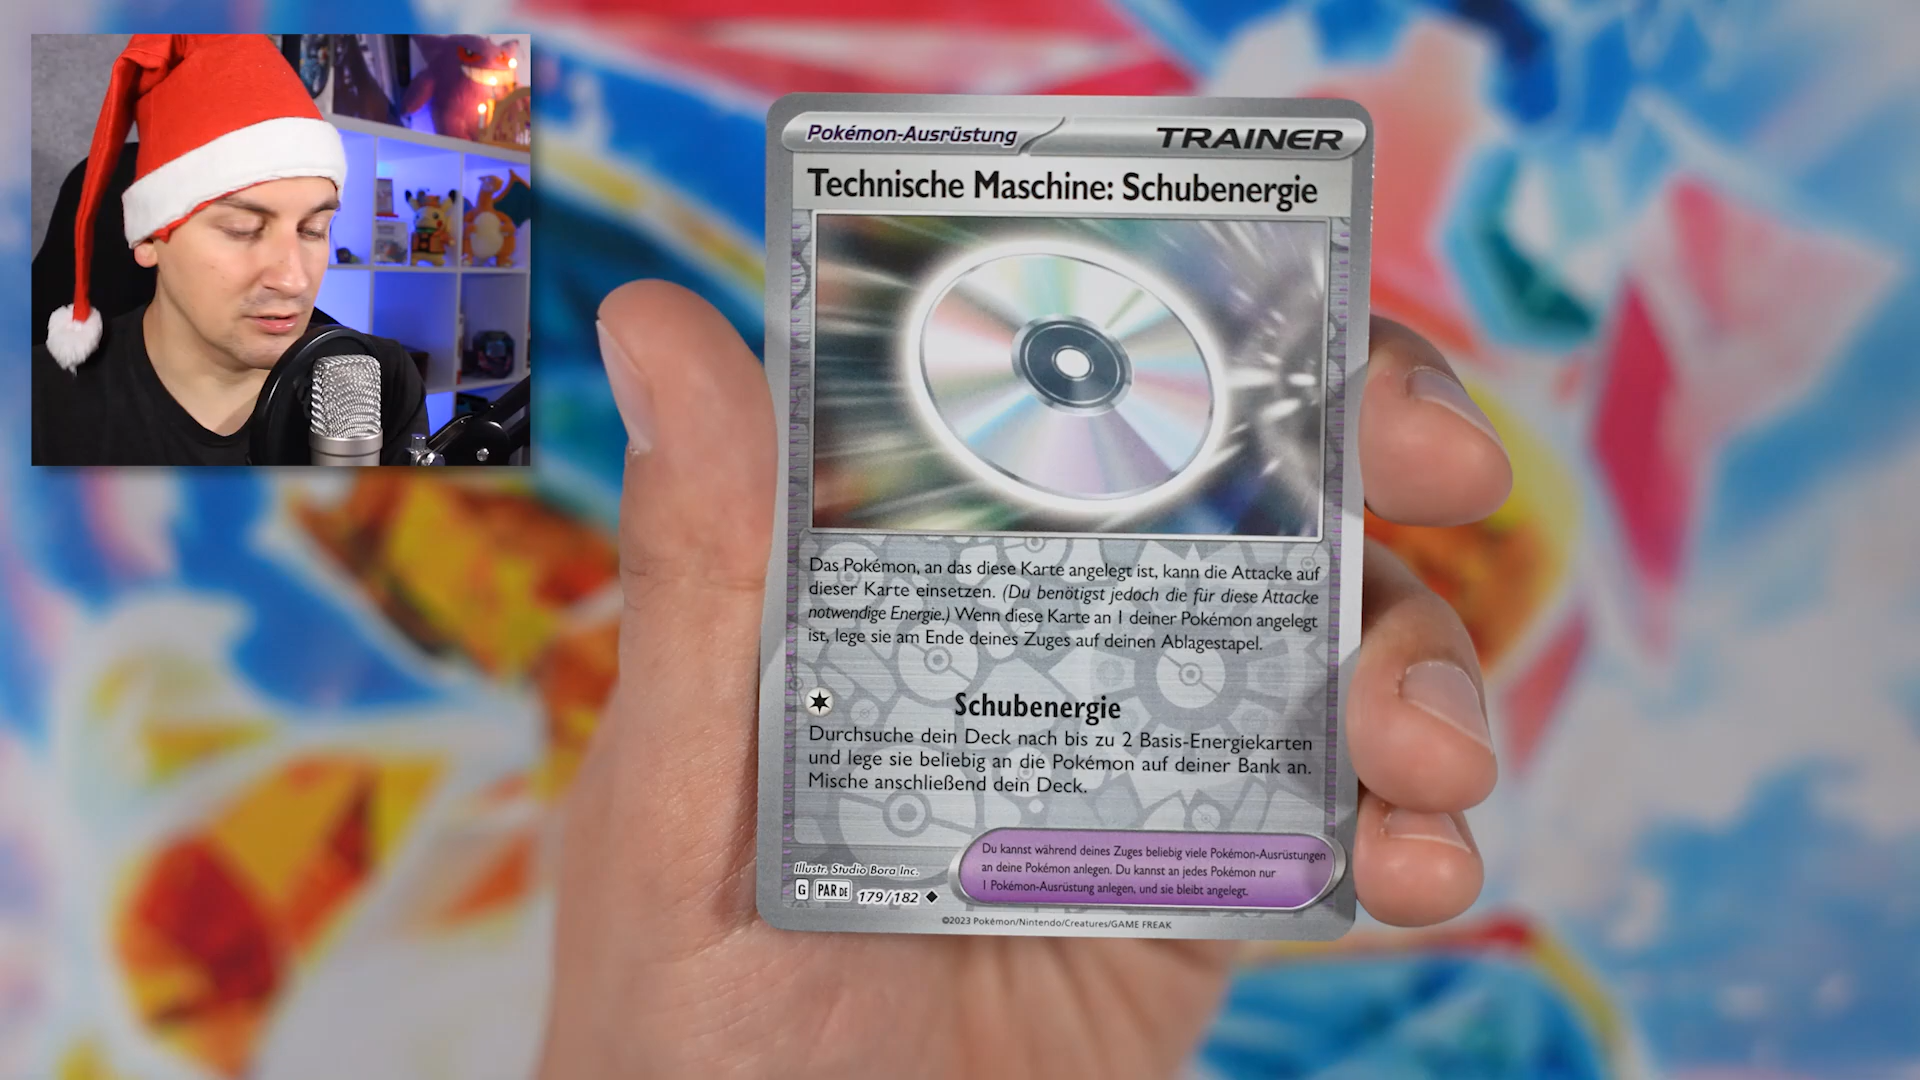 Pokémon-Ausrüstung
TRAINER
Technische Maschine: Schubenergie
Das Pokémon, an das diese Karte angelegt ist, kann die Attacke auf
dieser Karte einsetzen. (Du benötigst jedoch die für diese Attacke
notwendige Energie.) Wenn diese Karte an 1 deiner Pokémon angelegt
ist, lege sie am Ende deines Zuges auf deinen Ablagestapel.
Schubenergie
Durchsuche dein Deck nach bis zu 2 Basis-Energiekarten
und lege sie beliebig an die Pokémon auf deiner Bank an.
Mische anschließend dein Deck.
Du kannst während deines Zuges beliebig viele Pokémon-Ausrüstungen
an deine Pokémon anlegen. Du kannst an jedes Pokémon nur
1 Pokémon-Ausrüstung anlegen, und sie bleibt angelegt.
Illustr. Studio Bora Inc.
G PAR DE 179/182
©2023 Pokémon/Nintendo/Creatures/GAME FREAK